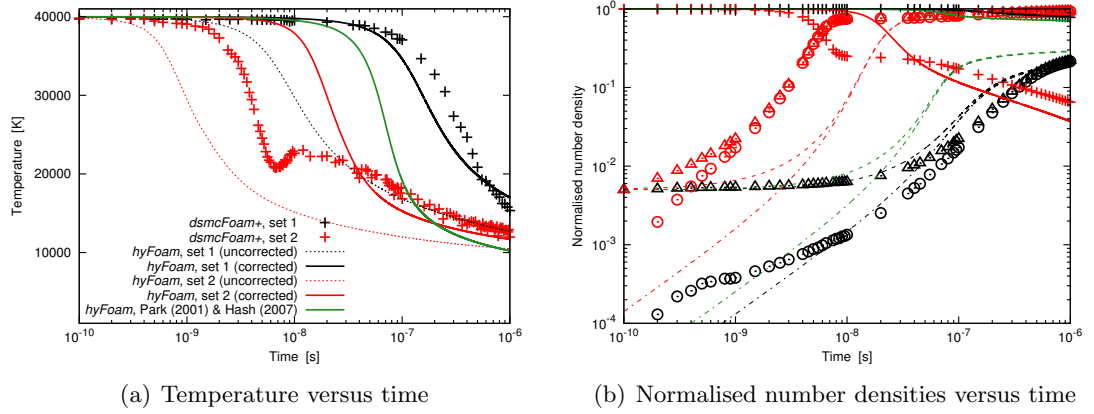 40000
30000
20000
10000
Temperature [K]
10-10
10-9
10-8
10-7
10-6
Time [s]
dsmcFoam+, set 1
dsmcFoam+, set 2
hyFoam, set 1 (uncorrected)
hyFoam, set 1 (corrected)
hyFoam, set 2 (uncorrected)
hyFoam, set 2 (corrected)
hyFoam, Park (2001) & Hash (2007)
(a) Temperature versus time
100
10-1
10-2
10-3
10-4
Normalised number density
10-10
10-9
10-8
10-7
10-6
Time [s]
(b) Normalised number densities versus time